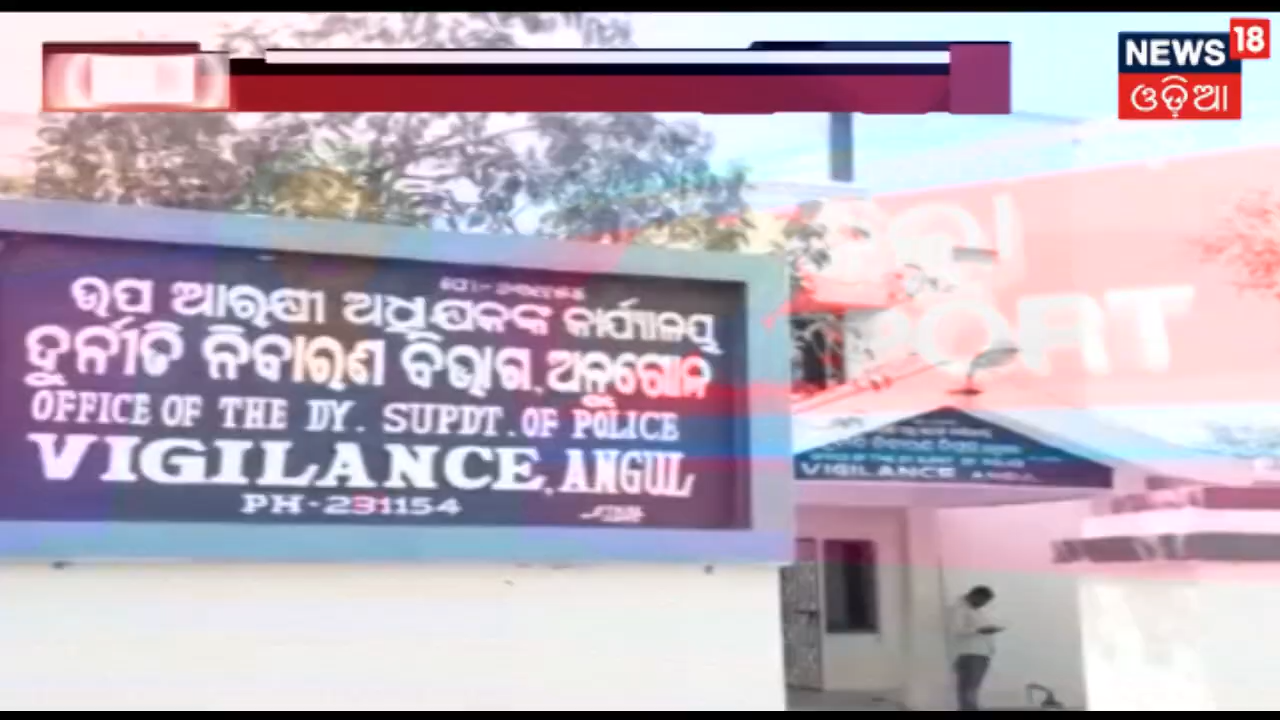 NEWS 18
ଓଡ଼ିଆ
ଉପ ଆରକ୍ଷୀ ଅଧିକ୍ଷକଙ୍କ କାର୍ଯ୍ୟାଳୟ
ଦୁର୍ନୀତି ନିବାରଣ ବିଭାଗ, ଅନୁଗୋଳ
OFFICE OF THE DY. SUPDT. OF POLICE
VIGILANCE, ANGUL
PH-231154
VIGILANCE ANGUL